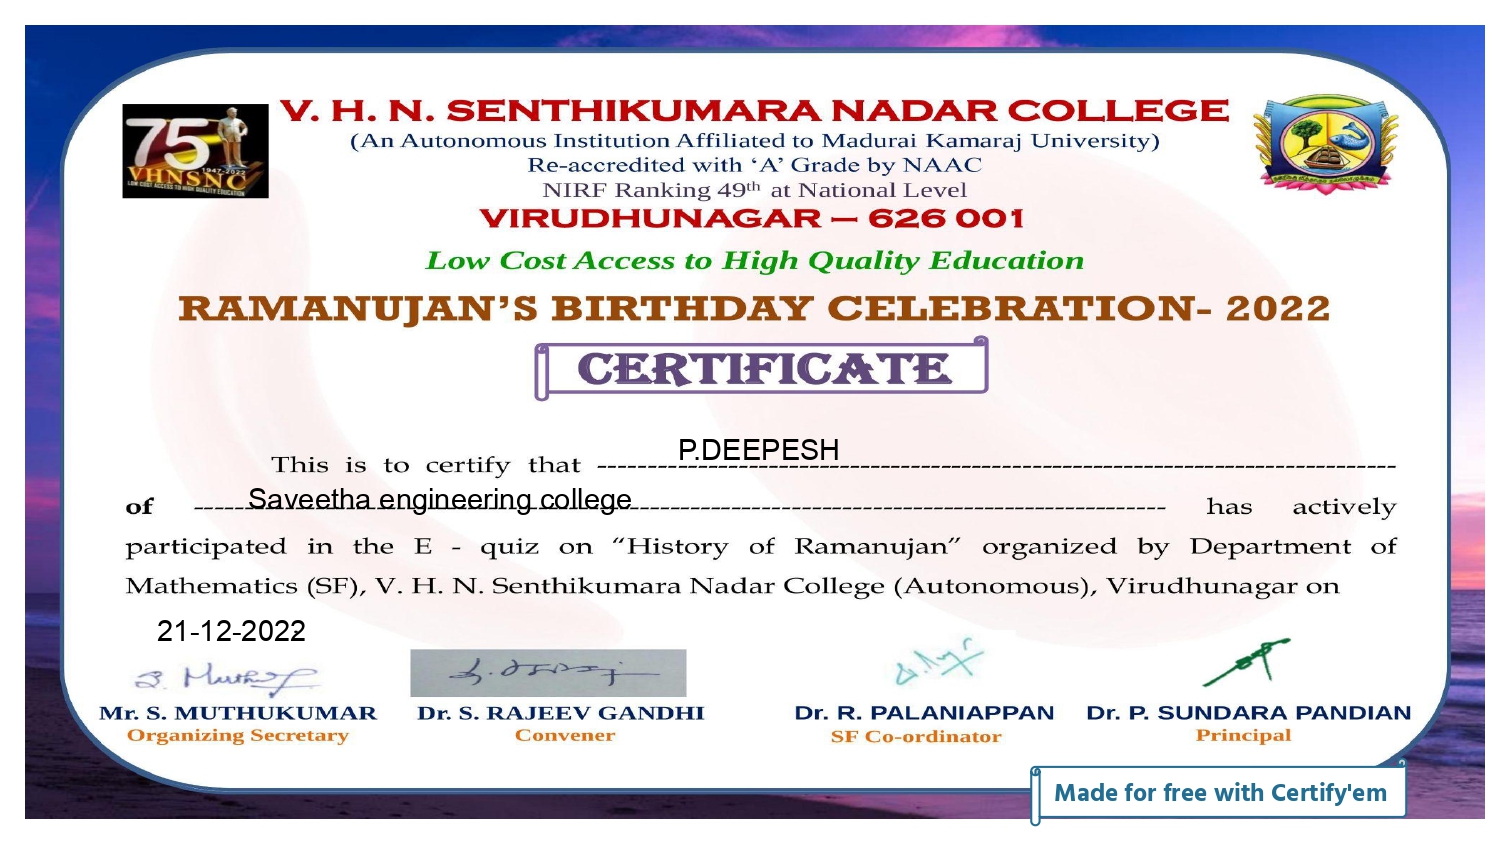 75
1947-2022
VHNSNC
LOW COST ACCESS TO HIGH QUALITY EDUCATION
V. H. N. SENTHIKUMARA NADAR COLLEGE
(An Autonomous Institution Affiliated to Madurai Kamaraj University)
Re-accredited with ‘A’ Grade by NAAC
NIRF Ranking 49th at National Level
VIRUDHUNAGAR – 626 001
Low Cost Access to High Quality Education
RAMANUJAN’S BIRTHDAY CELEBRATION- 2022
CERTIFICATE
This is to certify that P.DEEPESH
of Saveetha engineering college has actively
participated in the E - quiz on “History of Ramanujan” organized by Department of
Mathematics (SF), V. H. N. Senthikumara Nadar College (Autonomous), Virudhunagar on
21-12-2022
Mr. S. MUTHUKUMAR Dr. S. RAJEEV GANDHI Dr. R. PALANIAPPAN Dr. P. SUNDARA PANDIAN
Organizing Secretary Convener SF Co-ordinator Principal
Made for free with Certify'em